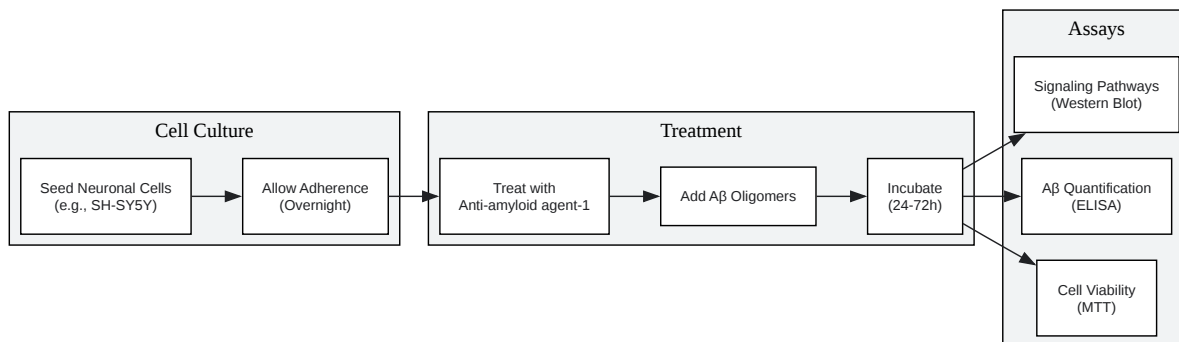 Cell Culture
Seed Neuronal Cells
(e.g., SH-SY5Y)
Allow Adherence
(Overnight)
Treatment
Treat with
Anti-amyloid agent-1
Add Aβ Oligomers
Incubate
(24-72h)
Assays
Signaling Pathways
(Western Blot)
Aβ Quantification
(ELISA)
Cell Viability
(MTT)